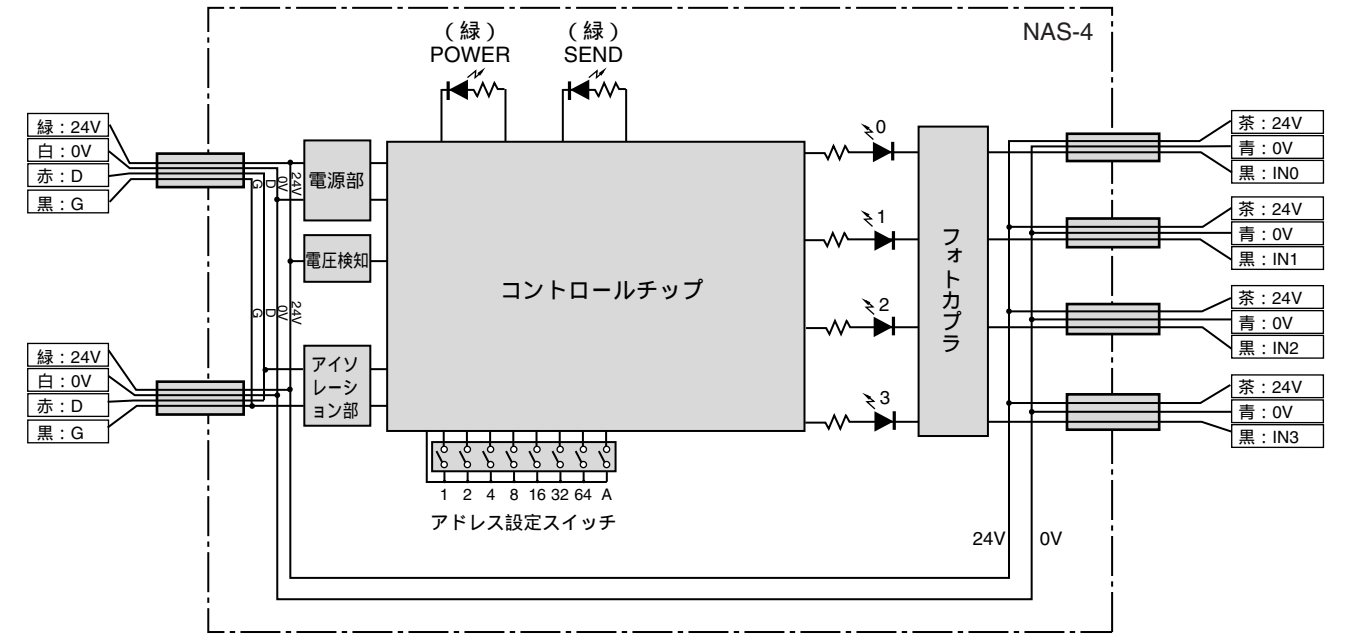 NAS-4
（緑）
POWER
（緑）
SEND
緑：24V
白：0V
赤：D
黒：G
24V
0V
D
G
電源部
電圧検知
24V
0V
D
G
緑：24V
白：0V
赤：D
黒：G
アイソ
レーシ
ョン部
コントロールチップ
0
1
2
3
フォトカプラ
茶：24V
青：0V
黒：IN0
茶：24V
青：0V
黒：IN1
茶：24V
青：0V
黒：IN2
茶：24V
青：0V
黒：IN3
1 2 4 8 16 32 64 A
アドレス設定スイッチ
24V
0V